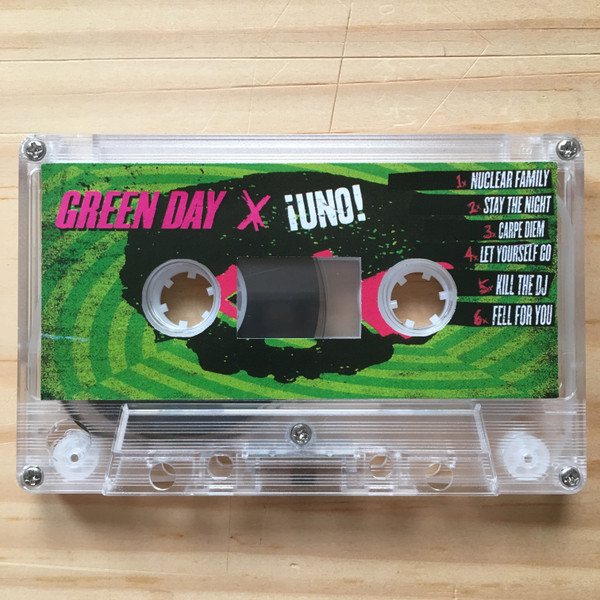 GREEN DAY X ¡UNO!
1. NUCLEAR FAMILY
2. STAY THE NIGHT
3. CARPE DIEM
4. LET YOURSELF GO
5. KILL THE DJ
6. FELL FOR YOU